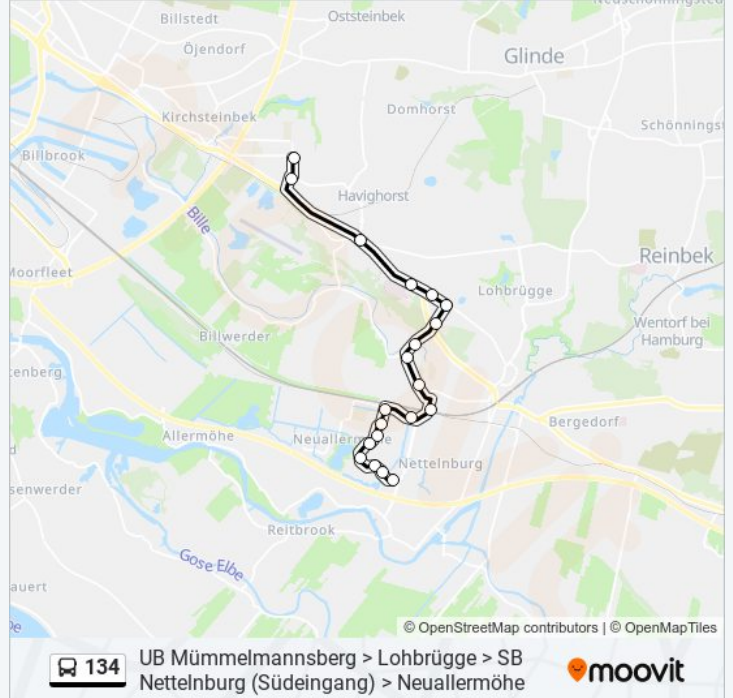 Neuschönningsted
Billstedt
Oststeinbek
Öjendorf
Glinde
Domhorst
Kirchsteinbek
Schönningst
Billbrook
Havighorst
Bille
Reinbek
Moorfleet
Lohbrügge
Wentorf bei
Hamburg
Billwerder
tenberg
Bergedorf
Allermöhe
Neuallermöhe
Nettelnburg
senwerder
Reitbrook
Gose Elbe
auert
© OpenStreetMap contributors | © OpenMapTiles
134
UB Mümmelmannsberg > Lohbrügge > SB
Nettelnburg (Südeingang) > Neuallermöhe
moovit